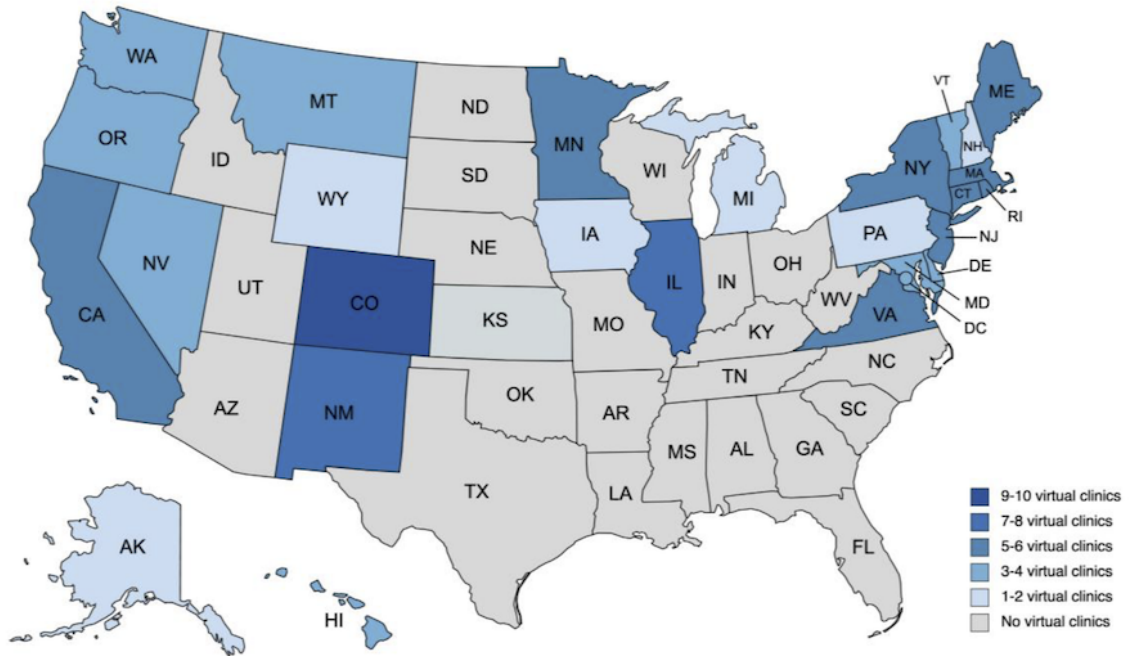 WA
MT
ND
OR
ID
WY
SD
MN
WI
MI
VT
ME
NH
NY
MA
CT
RI
NJ
PA
DE
MD
DC
NV
UT
CO
NE
IA
IL
IN
OH
WV
VA
CA
KS
MO
KY
AZ
NM
OK
AR
TN
NC
SC
MS
AL
GA
TX
LA
FL
AK
HI
9-10 virtual clinics
7-8 virtual clinics
5-6 virtual clinics
3-4 virtual clinics
1-2 virtual clinics
No virtual clinics